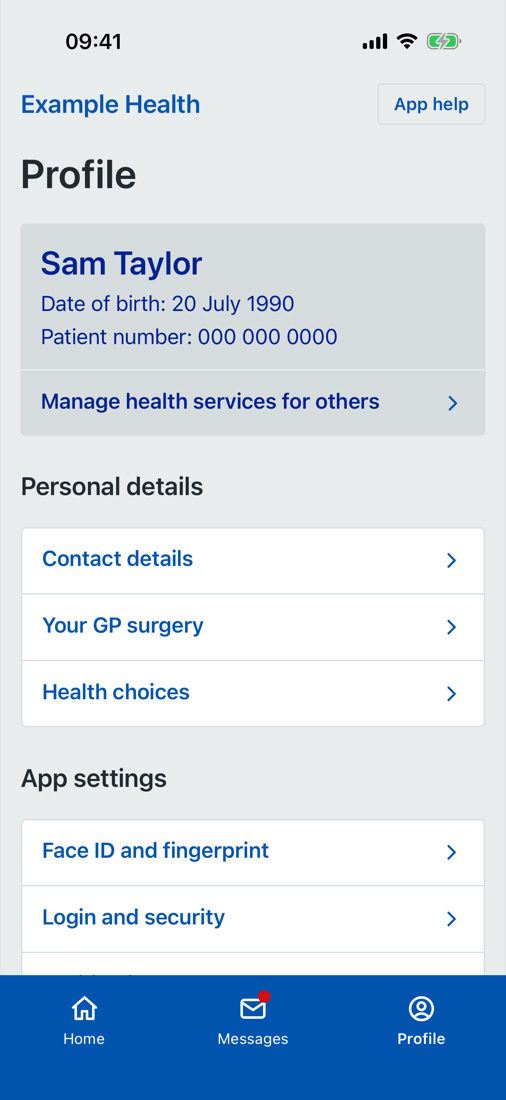 09:41
Example Health
App help
Profile
Sam Taylor
Date of birth: 20 July 1990
Patient number: 000 000 0000
Manage health services for others
Personal details
Contact details
Your GP surgery
Health choices
App settings
Face ID and fingerprint
Login and security
Home
Messages
Profile